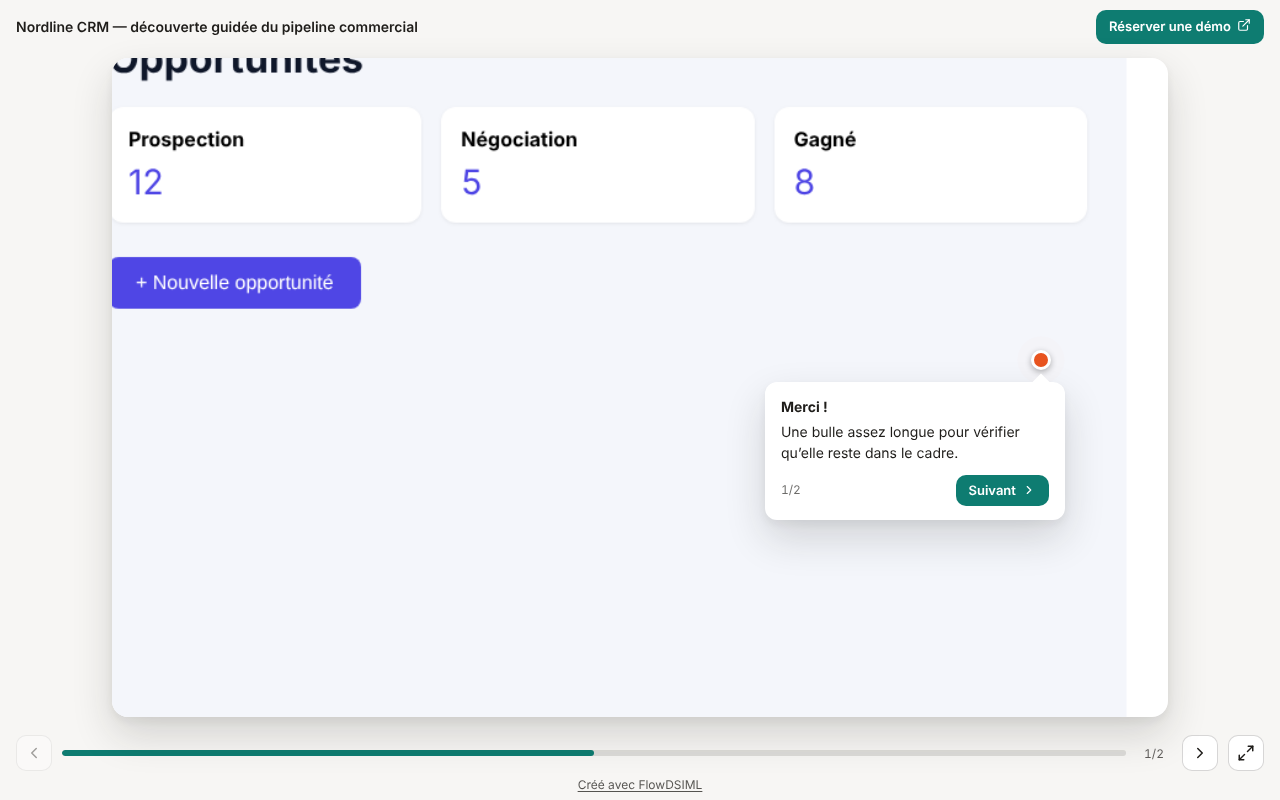 Nordline CRM — découverte guidée du pipeline commercial
Réserver une démo
Opportunités
Prospection
Négociation
Gagné
12
5
8
+ Nouvelle opportunité
Merci !
Une bulle assez longue pour vérifier
qu’elle reste dans le cadre.
1/2
Suivant
1/2
Créé avec FlowDSIML